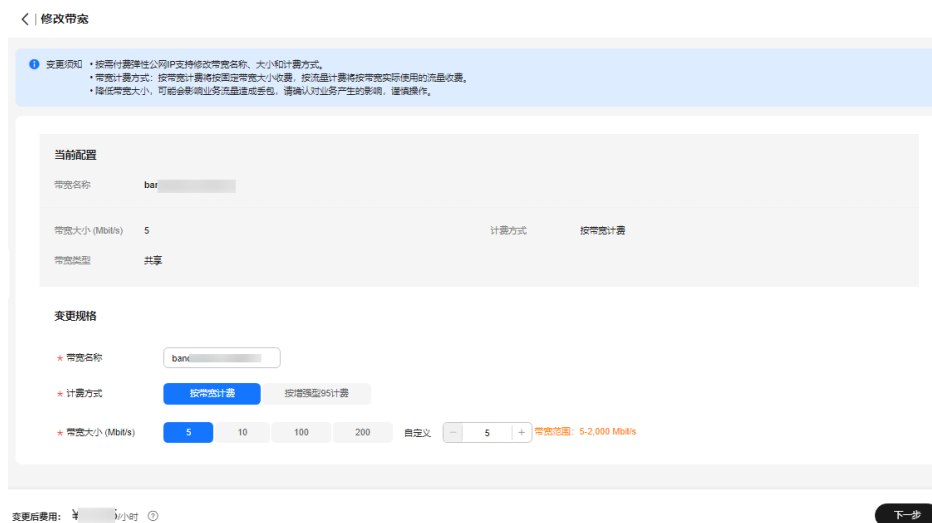 修改带宽
变更须知 • 按需付费弹性公网IP支持修改带宽名称、大小和计费方式。
• 带宽计费方式：按带宽计费将按固定带宽大小收费，按流量计费将按带宽实际使用的流量收费。
• 降低带宽大小，可能会影响业务流量造成丢包，请确认对业务产生的影响，谨慎操作。
当前配置
带宽名称 ban
带宽大小 (Mbit/s) 5 计费方式 按带宽计费
带宽类型 共享
变更规格
* 带宽名称 band
* 计费方式 按带宽计费 按增强型95计费
* 带宽大小 (Mbit/s) 5 10 100 200 自定义 − 5 + 带宽范围：5-2,000 Mbit/s
变更后费用： ¥ /小时 ?
下一步